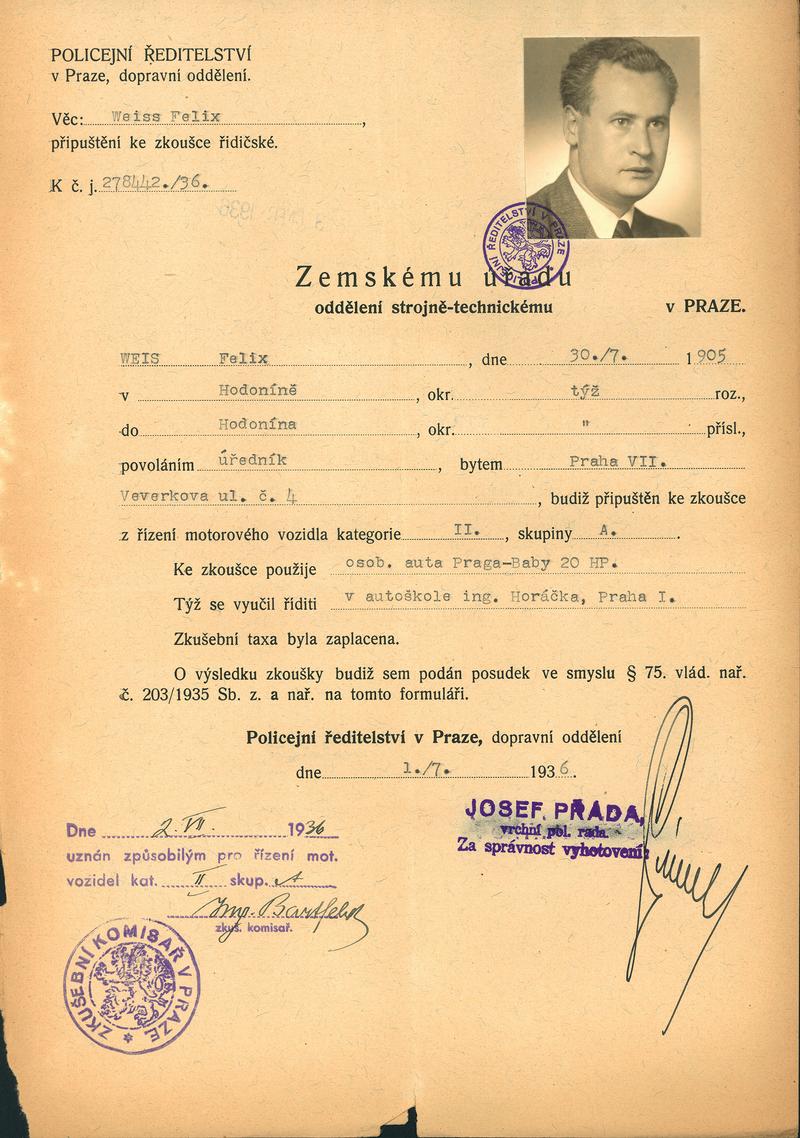 POLICEJNÍ ŘEDITELSTVÍ
v Praze, dopravní oddělení.
Věc: Weiss Felix,
připuštění ke zkoušce řidičské.
K č. j. 278442./36.
POLICEJNÍ ŘEDITELSTVÍ V PRAZE
Zemskému úřadu
oddělení strojně-technickému v PRAZE.
WEIS Felix, dne 30./7. 1905
v Hodoníně, okr. týž roz.,
do Hodonína, okr. " přísl.,
povoláním úředník, bytem Praha VII.
Veverkova ul. č. 4, budiž připuštěn ke zkoušce
z řízení motorového vozidla kategorie II., skupiny A.
Ke zkoušce použije osob. auta Praga-Baby 20 HP.
Týž se vyučil říditi v autoškole ing. Horáčka, Praha I.
Zkušební taxa byla zaplacena.
O výsledku zkoušky budiž sem podán posudek ve smyslu § 75. vlád. nař.
č. 203/1935 Sb. z. a nař. na tomto formuláři.
Policejní ředitelství v Praze, dopravní oddělení
dne 1./7. 1936.
JOSEF PŘADA,
vrchní pol. rada.
Za správnost vyhotovení:
Dne 2. VII. 1936
uznán způsobilým pro řízení mot.
vozidel kat. II skup. A
Ing.
zkuš. komisař.
ZKUŠEBNÍ KOMISAŘ V PRAZE